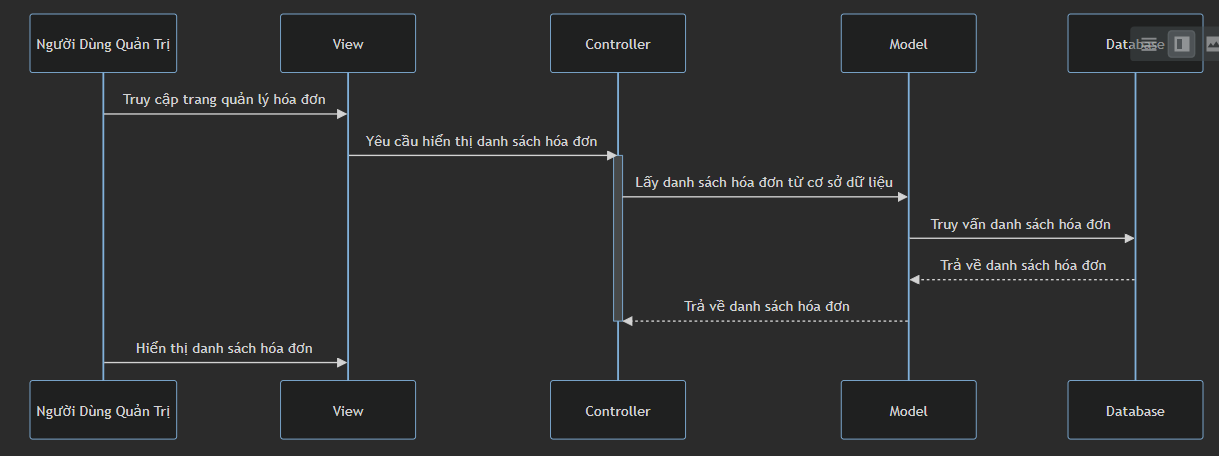 Người Dùng Quản Trị
View
Controller
Model
Database
Truy cập trang quản lý hóa đơn
Yêu cầu hiển thị danh sách hóa đơn
Lấy danh sách hóa đơn từ cơ sở dữ liệu
Truy vấn danh sách hóa đơn
Trả về danh sách hóa đơn
Trả về danh sách hóa đơn
Hiển thị danh sách hóa đơn
Người Dùng Quản Trị
View
Controller
Model
Database